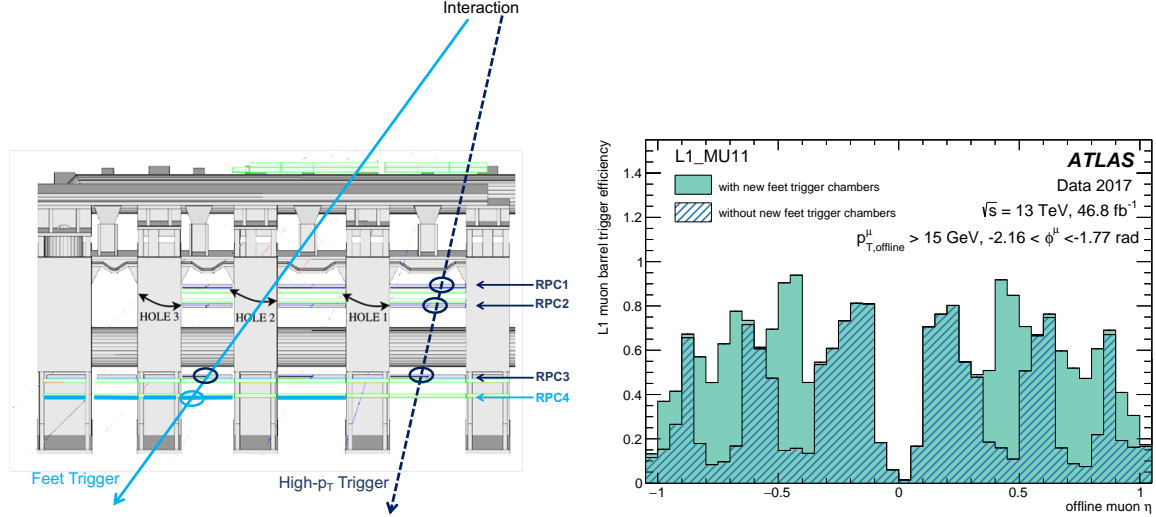 Interaction
RPC1
RPC2
HOLE 3
HOLE 2
HOLE 1
RPC3
RPC4
Feet Trigger
High-pT Trigger
L1 muon barrel trigger efficiency
1.4
1.2
1
0.8
0.6
0.4
0.2
0
L1_MU11
with new feet trigger chambers
without new feet trigger chambers
ATLAS
Data 2017
√s = 13 TeV, 46.8 fb⁻¹
p^μ_T,offline > 15 GeV, -2.16 < ϕ^μ <-1.77 rad
−1
−0.5
0
0.5
1
offline muon η